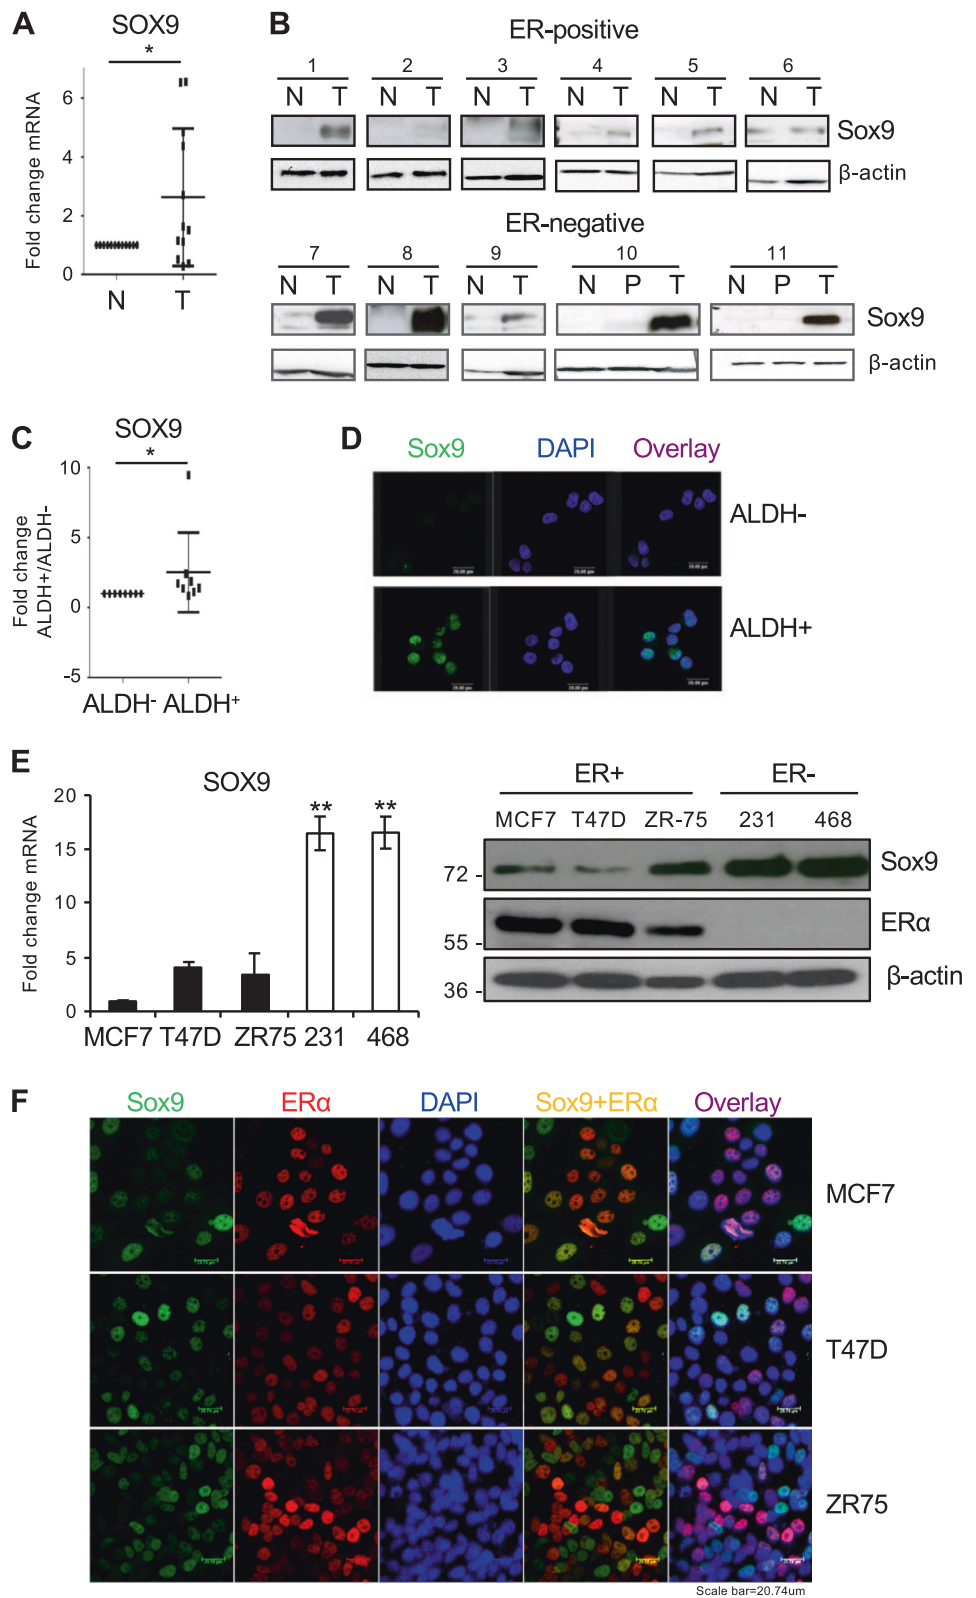 A
SOX9
*
Fold change mRNA
6
4
2
0
N T
B
ER-positive
1 2 3 4 5 6
N T N T N T N T N T N T
Sox9
β-actin
ER-negative
7 8 9 10 11
N T N T N T N P T N P T
Sox9
β-actin
C
SOX9
*
Fold change
ALDH+/ALDH-
10
5
0
-5
ALDH- ALDH+
D
Sox9 DAPI Overlay
ALDH-
ALDH+
E
SOX9
Fold change mRNA
20
15
10
5
0
** **
MCF7 T47D ZR75 231 468
ER+ ER-
MCF7 T47D ZR-75 231 468
72 - Sox9
55 - ERα
36 - β-actin
F
Sox9 ERα DAPI Sox9+ERα Overlay
MCF7
T47D
ZR75
Scale bar=20.74um